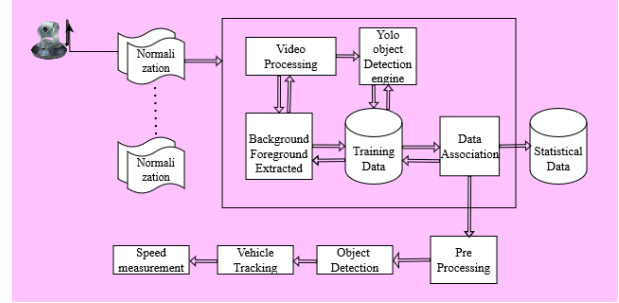 Normali
zation
Normali
zation
Video
Processing
Yolo
object
Detection
engine
Background
Foreground
Extracted
Training
Data
Data
Association
Statistical
Data
Speed
measurement
Vehicle
Tracking
Object
Detection
Pre
Processing